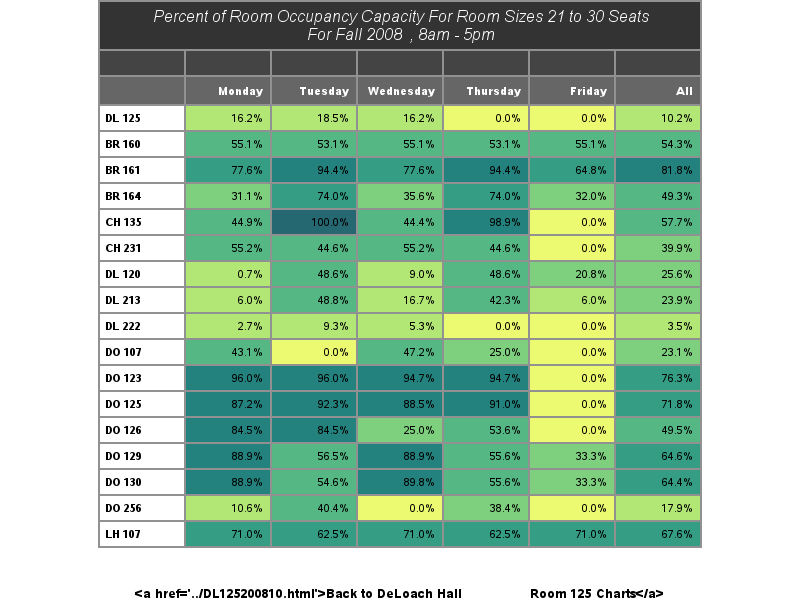 Percent of Room Occupancy Capacity For Room Sizes 21 to 30 Seats
For Fall 2008 , 8am - 5pm
Monday Tuesday Wednesday Thursday Friday All
DL 125 16.2% 18.5% 16.2% 0.0% 0.0% 10.2%
BR 160 55.1% 53.1% 55.1% 53.1% 55.1% 54.3%
BR 161 77.6% 94.4% 77.6% 94.4% 64.8% 81.8%
BR 164 31.1% 74.0% 35.6% 74.0% 32.0% 49.3%
CH 135 44.9% 100.0% 44.4% 98.9% 0.0% 57.7%
CH 231 55.2% 44.6% 55.2% 44.6% 0.0% 39.9%
DL 120 0.7% 48.6% 9.0% 48.6% 20.8% 25.6%
DL 213 6.0% 48.8% 16.7% 42.3% 6.0% 23.9%
DL 222 2.7% 9.3% 5.3% 0.0% 0.0% 3.5%
DO 107 43.1% 0.0% 47.2% 25.0% 0.0% 23.1%
DO 123 96.0% 96.0% 94.7% 94.7% 0.0% 76.3%
DO 125 87.2% 92.3% 88.5% 91.0% 0.0% 71.8%
DO 126 84.5% 84.5% 25.0% 53.6% 0.0% 49.5%
DO 129 88.9% 56.5% 88.9% 55.6% 33.3% 64.6%
DO 130 88.9% 54.6% 89.8% 55.6% 33.3% 64.4%
DO 256 10.6% 40.4% 0.0% 38.4% 0.0% 17.9%
LH 107 71.0% 62.5% 71.0% 62.5% 71.0% 67.6%
<a href='../DL125200810.html'>Back to DeLoach Hall Room 125 Charts</a>